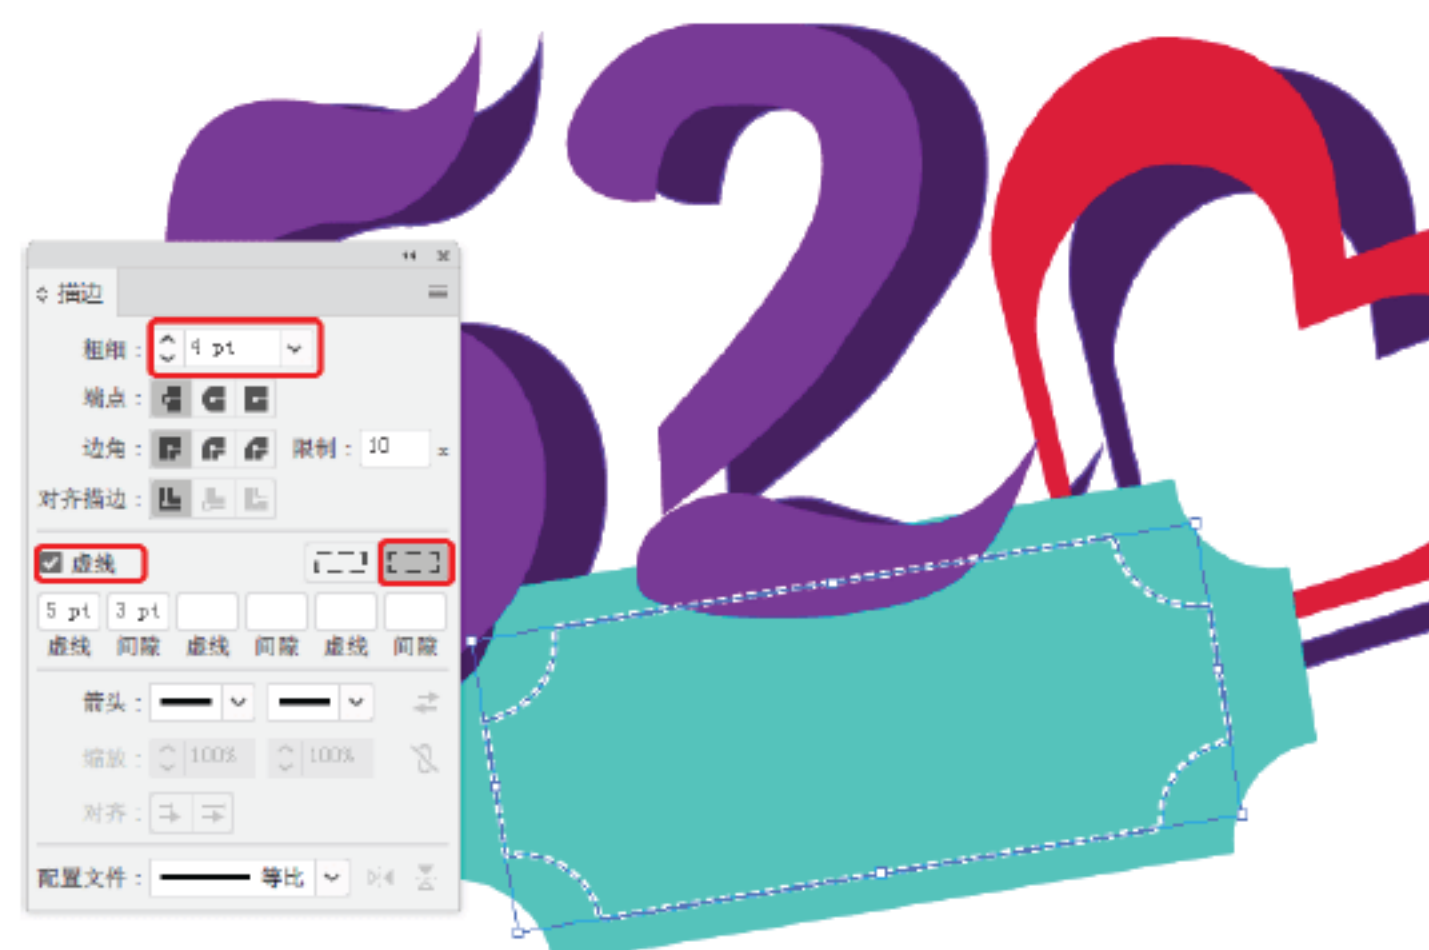 520
描边
粗细：4 pt
端点：
边角： 限制：10 x
对齐描边：
虚线
5 pt 3 pt
虚线 间隙 虚线 间隙 虚线 间隙
箭头：
缩放：100% 100%
对齐：
配置文件： 等比